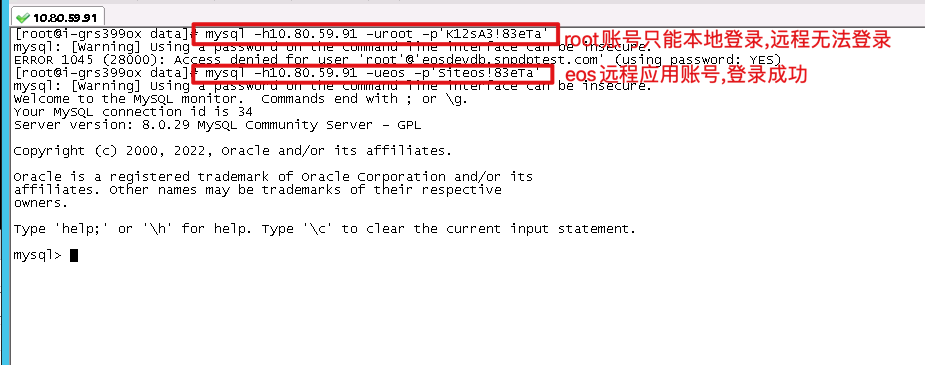 10.80.59.91
[root@i-grs399ox data]# mysql -h10.80.59.91 -uroot -p'K12sA3!83eTa' root账号只能本地登录,远程无法登录
mysql: [Warning] Using a password on the command line interface can be insecure.
ERROR 1045 (28000): Access denied for user 'root'@'eosdevdb.snpdptest.com' (using password: YES)
[root@i-grs399ox data]# mysql -h10.80.59.91 -ueos -p'Siteos!83eTa' eos远程应用账号,登录成功
mysql: [Warning] Using a password on the command line interface can be insecure.
Welcome to the MySQL monitor.  Commands end with ; or \g.
Your MySQL connection id is 34
Server version: 8.0.29 MySQL Community Server - GPL
Copyright (c) 2000, 2022, Oracle and/or its affiliates.
Oracle is a registered trademark of Oracle Corporation and/or its
affiliates. Other names may be trademarks of their respective
owners.
Type 'help;' or '\h' for help. Type '\c' to clear the current input statement.
mysql>